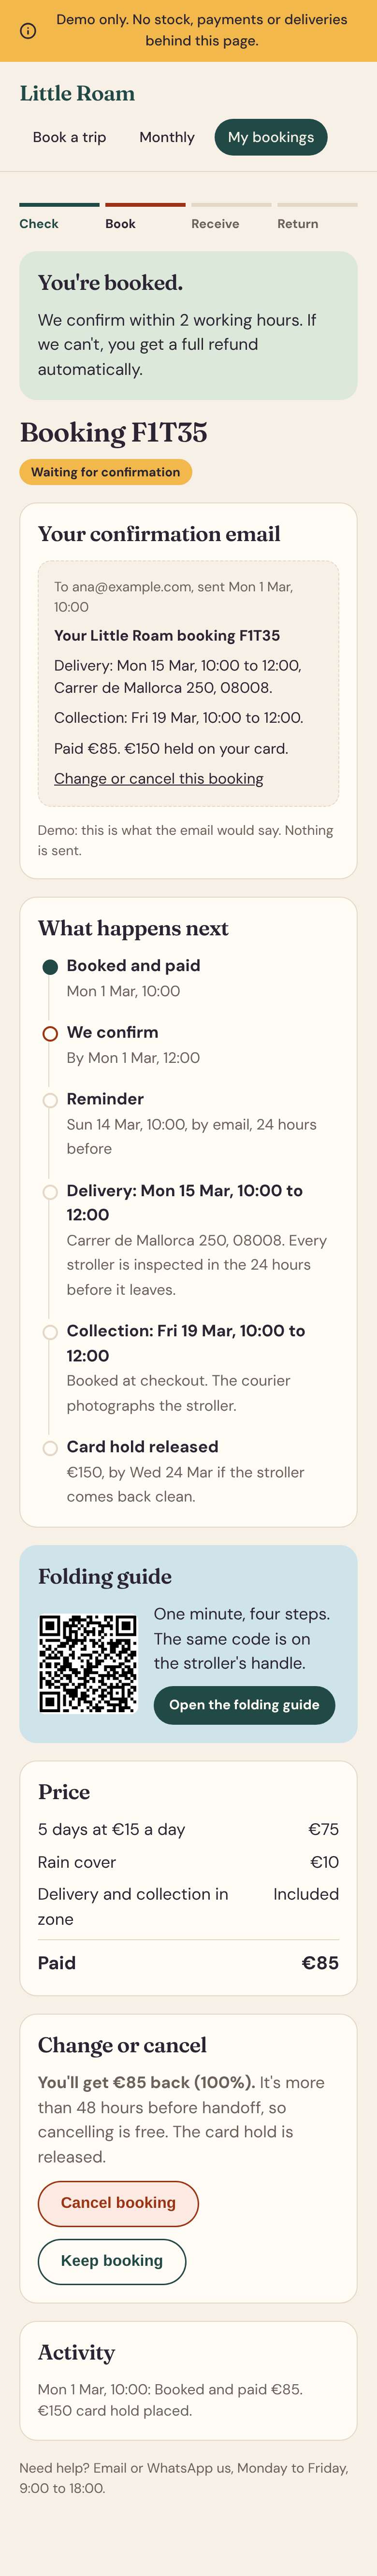 Demo only. No stock, payments or deliveries
behind this page.
Little Roam
Book a trip
Monthly
My bookings
Check
Book
Receive
Return
You're booked.
We confirm within 2 working hours. If
we can't, you get a full refund
automatically.
Booking F1T35
Waiting for confirmation
Your confirmation email
To ana@example.com, sent Mon 1 Mar,
10:00
Your Little Roam booking F1T35
Delivery: Mon 15 Mar, 10:00 to 12:00,
Carrer de Mallorca 250, 08008.
Collection: Fri 19 Mar, 10:00 to 12:00.
Paid €85. €150 held on your card.
Change or cancel this booking
Demo: this is what the email would say. Nothing
is sent.
What happens next
Booked and paid
Mon 1 Mar, 10:00
We confirm
By Mon 1 Mar, 12:00
Reminder
Sun 14 Mar, 10:00, by email, 24 hours
before
Delivery: Mon 15 Mar, 10:00 to
12:00
Carrer de Mallorca 250, 08008. Every
stroller is inspected in the 24 hours
before it leaves.
Collection: Fri 19 Mar, 10:00 to
12:00
Booked at checkout. The courier
photographs the stroller.
Card hold released
€150, by Wed 24 Mar if the stroller
comes back clean.
Folding guide
One minute, four steps.
The same code is on
the stroller's handle.
Open the folding guide
Price
5 days at €15 a day €75
Rain cover €10
Delivery and collection in Included
zone
Paid €85
Change or cancel
You'll get €85 back (100%). It's more
than 48 hours before handoff, so
cancelling is free. The card hold is
released.
Cancel booking
Keep booking
Activity
Mon 1 Mar, 10:00: Booked and paid €85.
€150 card hold placed.
Need help? Email or WhatsApp us, Monday to Friday,
9:00 to 18:00.